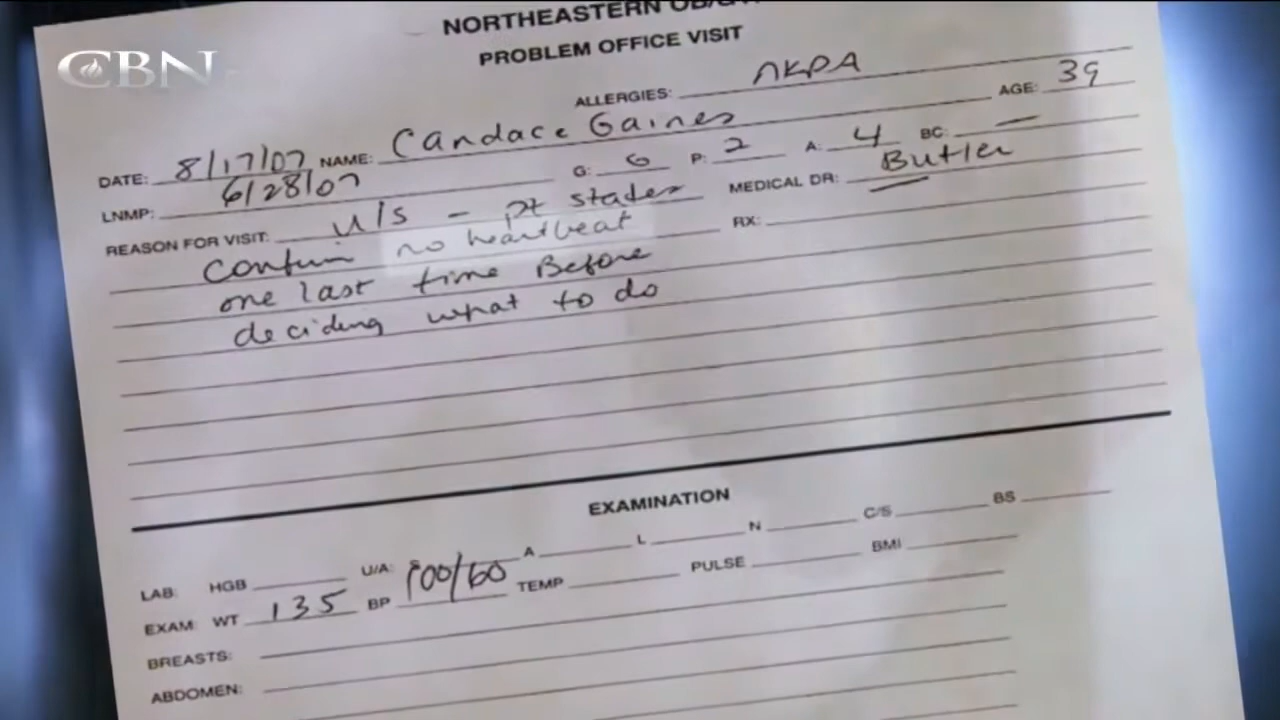 CBN
NORTHEASTERN OB/GYN
PROBLEM OFFICE VISIT
ALLERGIES: NKDA
AGE: 39
DATE: 8/17/07 NAME: Candace Gaines
LNMP: 6/28/07 G: 6 P: 2 A: 4 BC: —
REASON FOR VISIT: u/s - pt states MEDICAL DR: Butler
confirm no heartbeat RX:
one last time Before
deciding what to do
EXAMINATION
LAB: HGB U/A: A L N C/S BS
EXAM: WT 135 BP 100/60 TEMP PULSE BMI
BREASTS:
ABDOMEN: